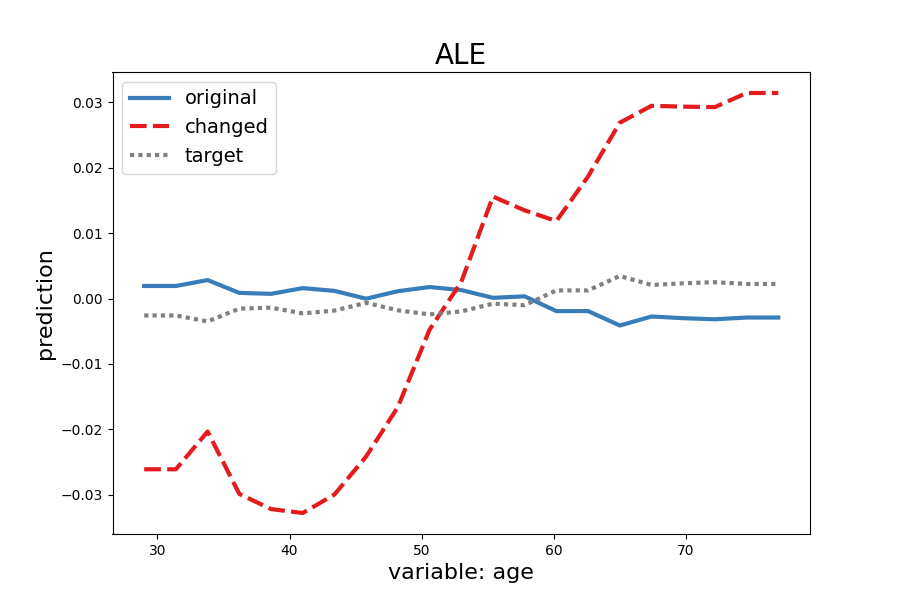 ALE
original
changed
target
prediction
0.03
0.02
0.01
0.00
−0.01
−0.02
−0.03
30 40 50 60 70
variable: age